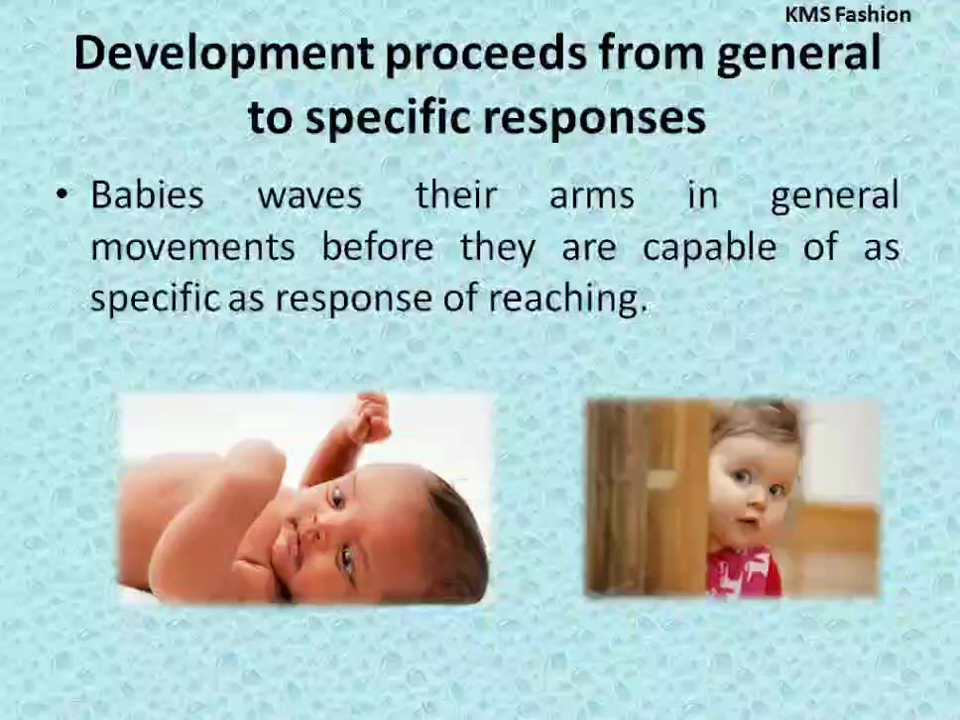 KMS Fashion
Development proceeds from general
to specific responses
• Babies waves their arms in general
movements before they are capable of as
specific as response of reaching.